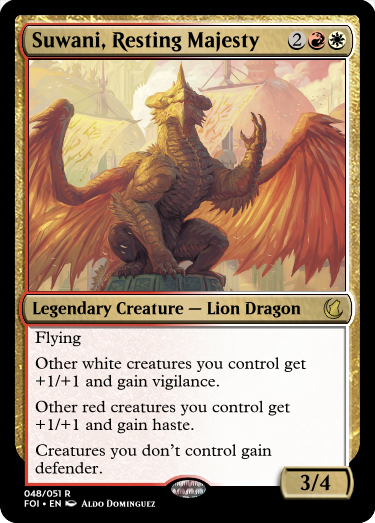 Suwani, Resting Majesty 2
Legendary Creature — Lion Dragon
Flying
Other white creatures you control get
+1/+1 and gain vigilance.
Other red creatures you control get
+1/+1 and gain haste.
Creatures you don't control gain
defender.
3/4
048/051 R
FOI • EN Aldo Dominguez